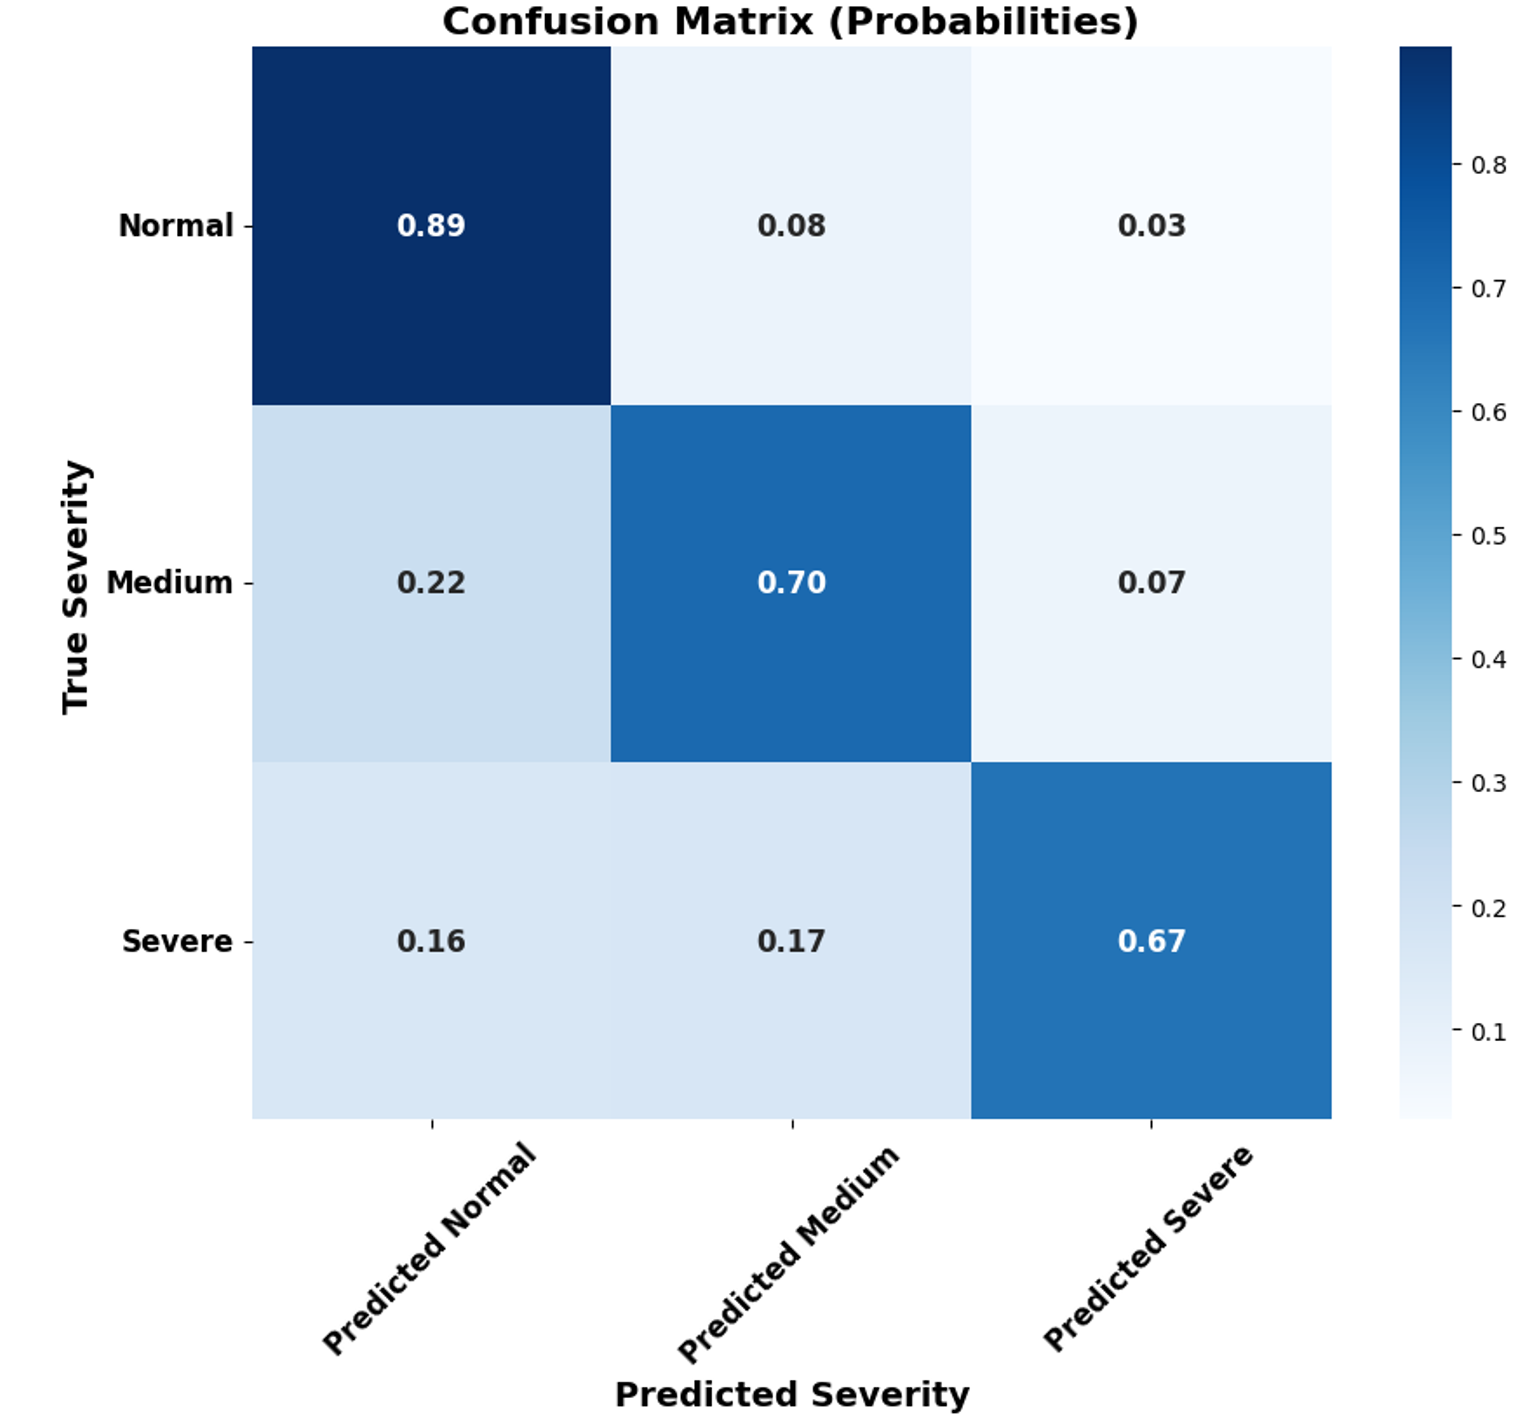 Confusion Matrix (Probabilities)
True Severity
Normal
0.89
0.08
0.03
Medium
0.22
0.70
0.07
Severe
0.16
0.17
0.67
Predicted Normal
Predicted Medium
Predicted Severe
Predicted Severity
0.8
0.7
0.6
0.5
0.4
0.3
0.2
0.1